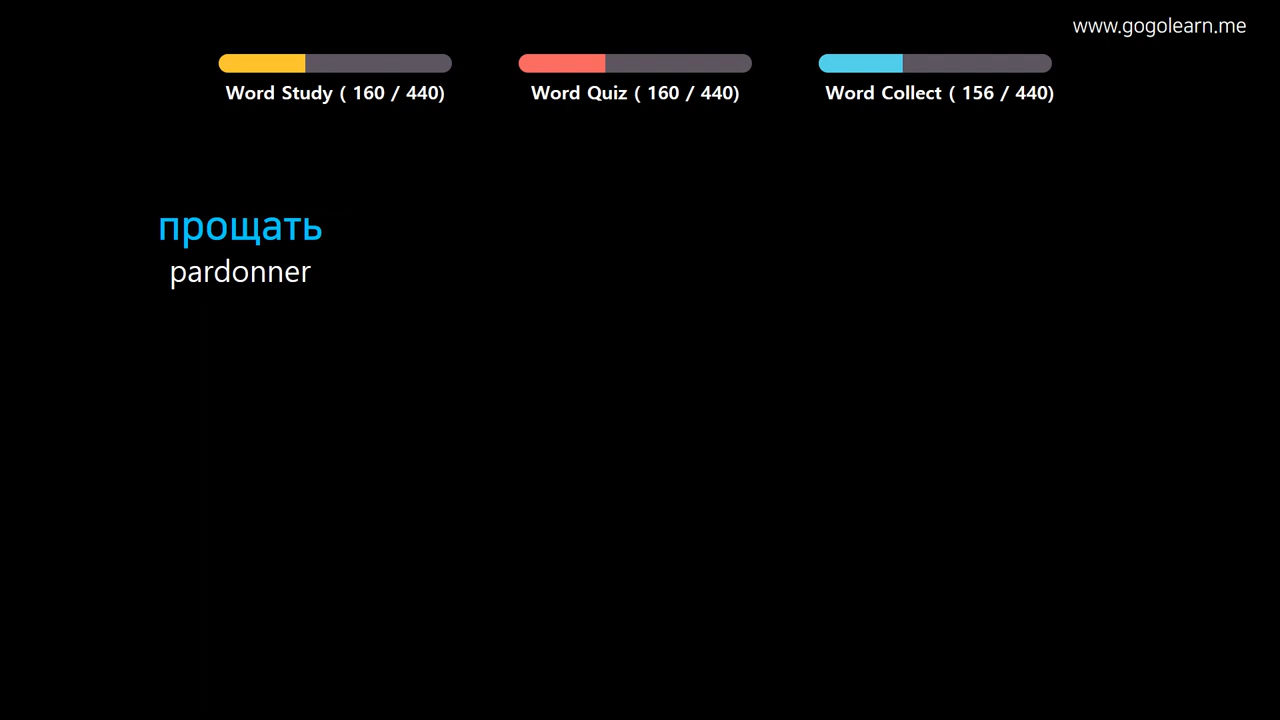 www.gogolearn.me
Word Study ( 160 / 440)
Word Quiz ( 160 / 440)
Word Collect ( 156 / 440)
прощать
pardonner